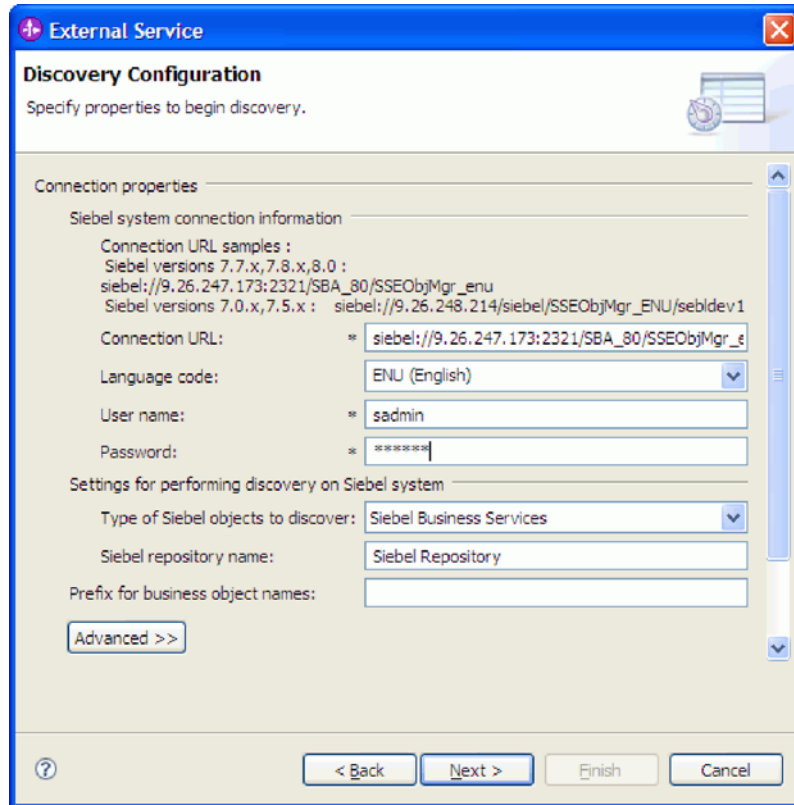 External Service
Discovery Configuration
Specify properties to begin discovery.
Connection properties
Siebel system connection information
Connection URL samples :
Siebel versions 7.7.x,7.8.x,8.0 :
siebel://9.26.247.173:2321/SBA_80/SSEObjMgr_enu
Siebel versions 7.0.x,7.5.x : siebel://9.26.248.214/siebel/SSEObjMgr_ENU/sebldev1
Connection URL: * siebel://9.26.247.173:2321/SBA_80/SSEObjMgr_e
Language code: ENU (English)
User name: * sadmin
Password: * ******
Settings for performing discovery on Siebel system
Type of Siebel objects to discover: Siebel Business Services
Siebel repository name: Siebel Repository
Prefix for business object names:
Advanced >>
? < Back Next > Finish Cancel